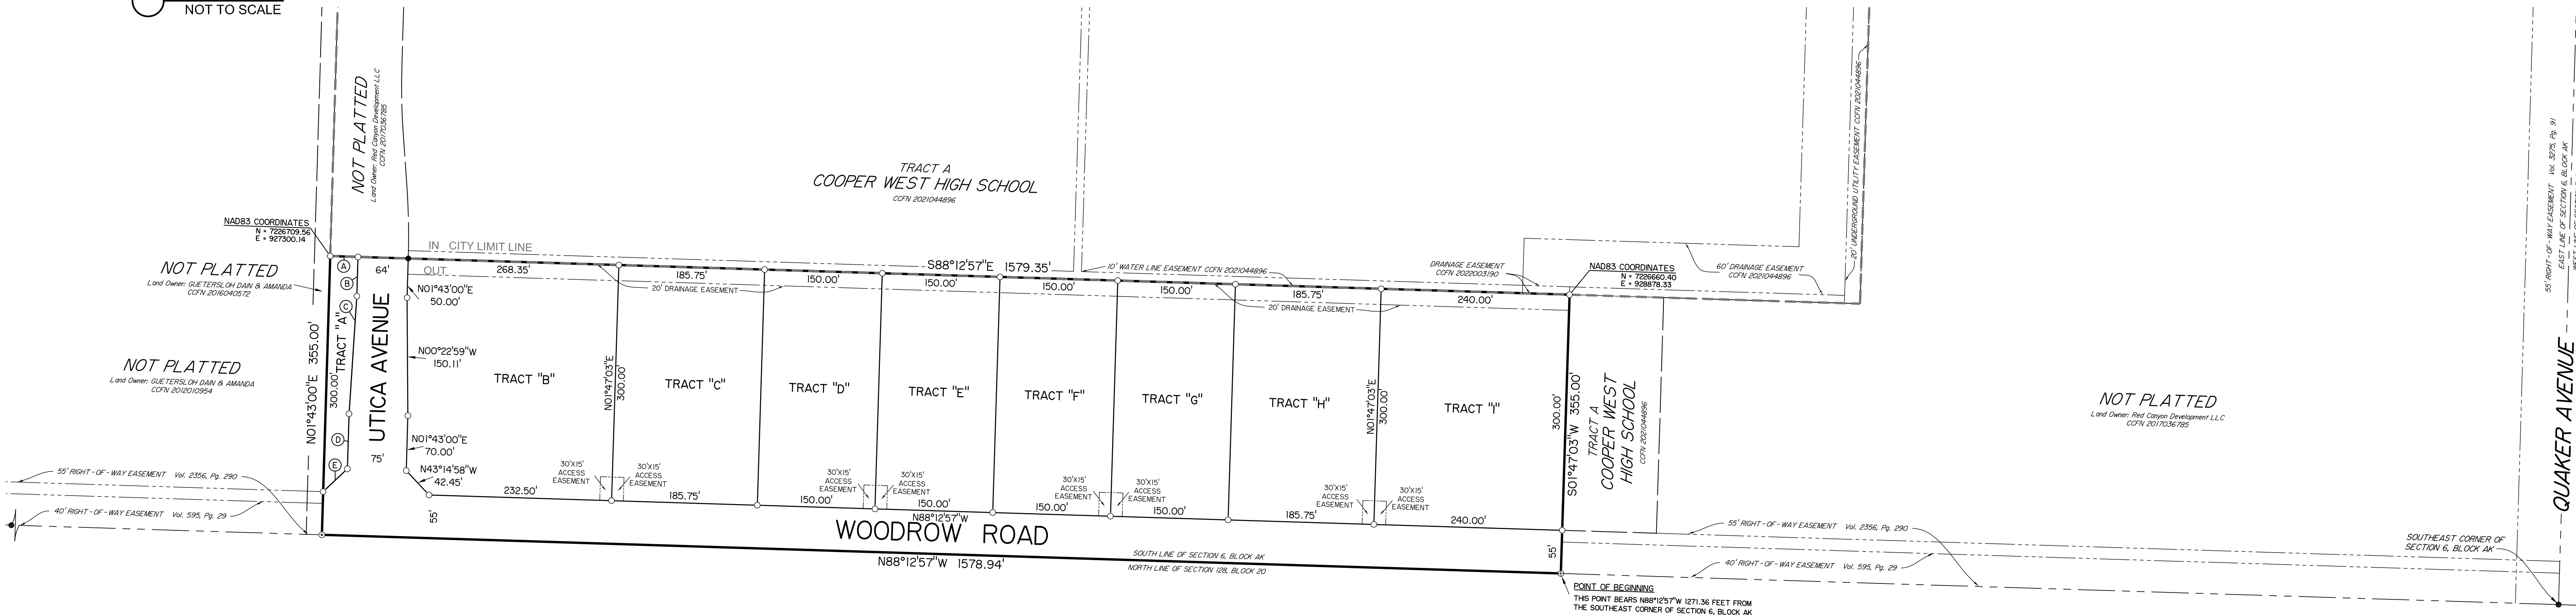 NOT TO SCALE
NOT PLATTED
Land Owner: Red Canyon Development LLC
CCFN 2017036785
TRACT A
COOPER WEST HIGH SCHOOL
CCFN 2021044896
20' UNDERGROUND UTILITY EASEMENT CCFN 2021044896
55' RIGHT-OF-WAY EASEMENT Vol. 3275, Pg. 91
EAST LINE OF SECTION 6, BLOCK AK
NAD83 COORDINATES
N = 7226709.56
E = 927300.14
NOT PLATTED
Land Owner: GUETERSLOH DAIN & AMANDA
CCFN 2016040572
NOT PLATTED
Land Owner: GUETERSLOH DAIN & AMANDA
CCFN 2012010954
IN CITY LIMIT LINE
OUT
S88°12'57"E 1579.35'
10' WATER LINE EASEMENT CCFN 2021044896
DRAINAGE EASEMENT
CCFN 2022003190
NAD83 COORDINATES
N = 7226660.40
E = 928878.33
60' DRAINAGE EASEMENT
CCFN 2021044896
64'
268.35'
185.75'
150.00'
150.00'
150.00'
150.00'
185.75'
240.00'
20' DRAINAGE EASEMENT
20' DRAINAGE EASEMENT
A
B
C
D
E
N01°43'00"E 355.00'
300.00'
TRACT "A"
UTICA AVENUE
75'
N01°43'00"E
50.00'
N00°22'59"W
150.11'
N01°43'00"E
70.00'
N43°14'58"W
42.45'
TRACT "B"
N01°47'03"E
300.00'
TRACT "C"
TRACT "D"
TRACT "E"
TRACT "F"
TRACT "G"
TRACT "H"
N01°47'03"E
300.00'
TRACT "I"
300.00'
S01°47'03"W 355.00'
TRACT A
COOPER WEST
HIGH SCHOOL
CCFN 2021044896
NOT PLATTED
Land Owner: Red Canyon Development LLC
CCFN 2017036785
QUAKER AVENUE
55' RIGHT-OF-WAY EASEMENT Vol. 2356, Pg. 290
40' RIGHT-OF-WAY EASEMENT Vol. 595, Pg. 29
30'X15'
ACCESS
EASEMENT
30'X15'
ACCESS
EASEMENT
30'X15'
ACCESS
EASEMENT
30'X15'
ACCESS
EASEMENT
30'X15'
ACCESS
EASEMENT
30'X15'
ACCESS
EASEMENT
30'X15'
ACCESS
EASEMENT
30'X15'
ACCESS
EASEMENT
232.50'
185.75'
150.00'
150.00'
150.00'
150.00'
185.75'
240.00'
N88°12'57"W
55'
WOODROW ROAD
55'
N88°12'57"W 1578.94'
SOUTH LINE OF SECTION 6, BLOCK AK
NORTH LINE OF SECTION 128, BLOCK 20
55' RIGHT-OF-WAY EASEMENT Vol. 2356, Pg. 290
40' RIGHT-OF-WAY EASEMENT Vol. 595, Pg. 29
SOUTHEAST CORNER OF
SECTION 6, BLOCK AK
POINT OF BEGINNING
THIS POINT BEARS N88°12'57"W 1271.36 FEET FROM
THE SOUTHEAST CORNER OF SECTION 6, BLOCK AK